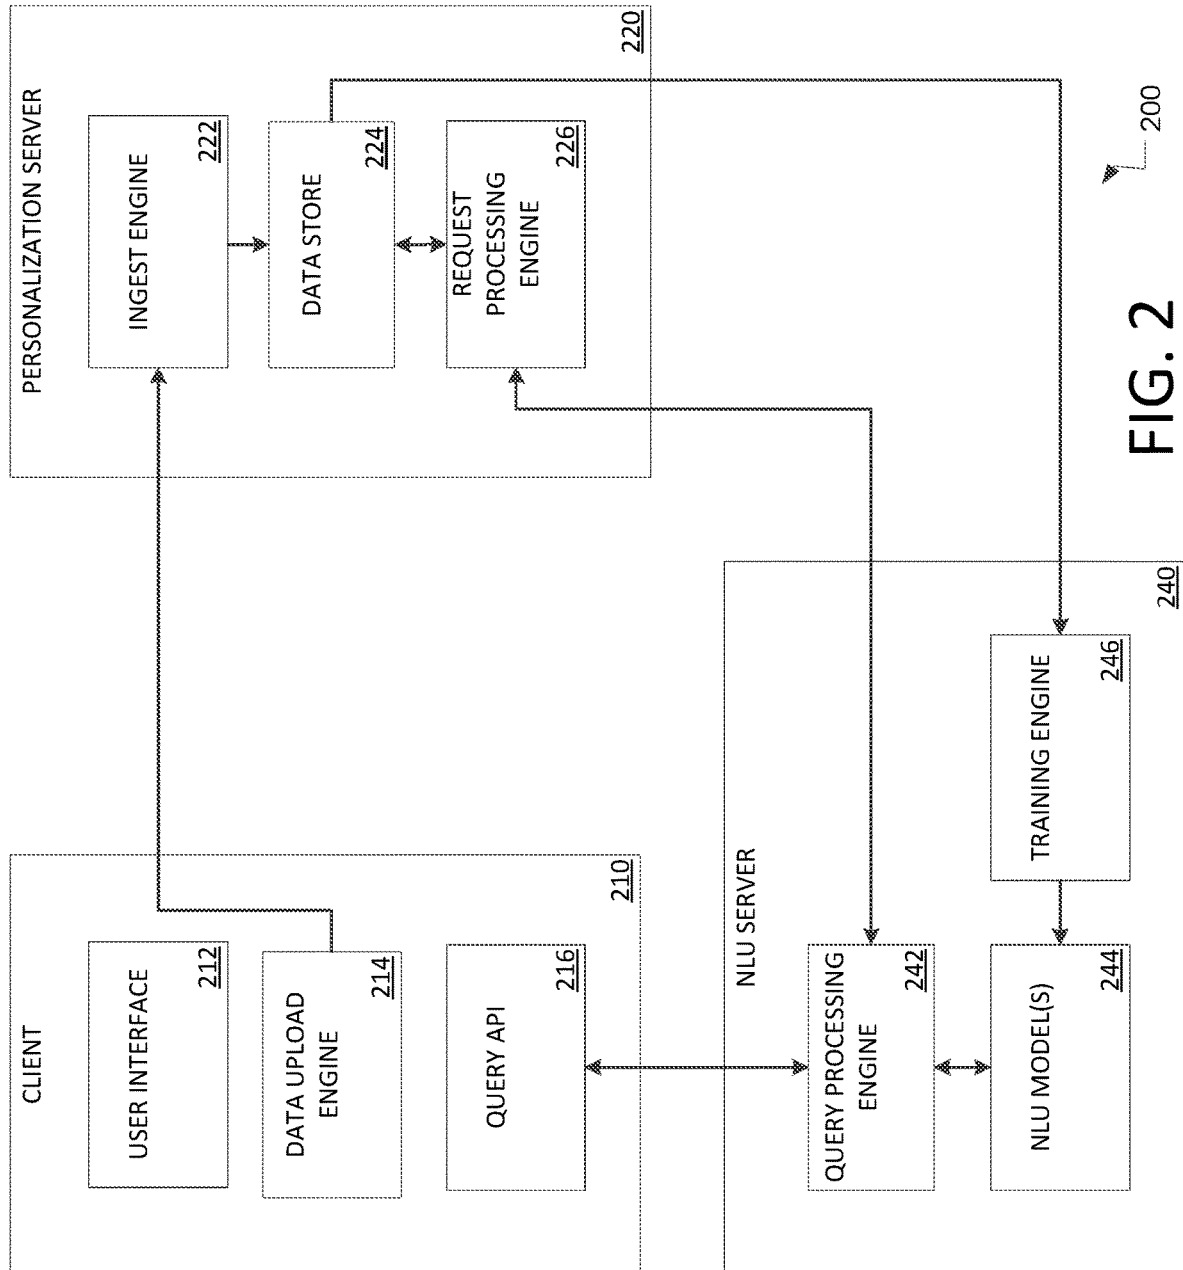 CLIENT
USER INTERFACE
212
DATA UPLOAD
ENGINE
214
QUERY API
216
210
PERSONALIZATION SERVER
INGEST ENGINE
222
DATA STORE
224
REQUEST
PROCESSING
ENGINE
226
220
NLU SERVER
QUERY PROCESSING
ENGINE
242
NLU MODEL(S)
244
TRAINING ENGINE
246
240
200
FIG. 2